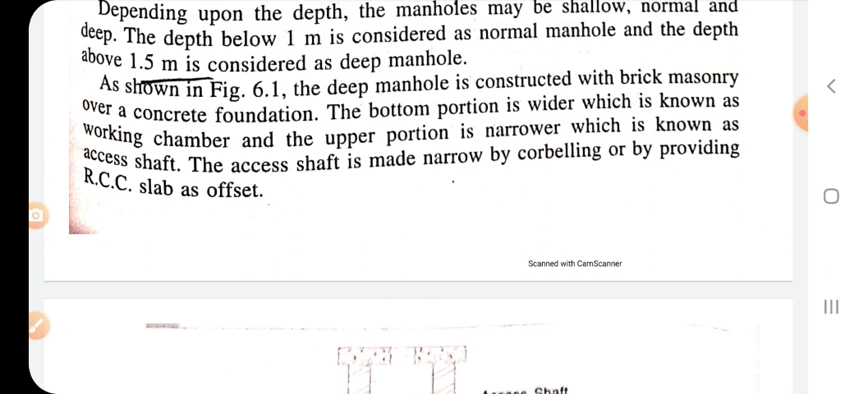 Depending upon the depth, the manholes may be shallow, normal and
deep. The depth below 1 m is considered as normal manhole and the depth
above 1.5 m is considered as deep manhole.
As shown in Fig. 6.1, the deep manhole is constructed with brick masonry
over a concrete foundation. The bottom portion is wider which is known as
working chamber and the upper portion is narrower which is known as
access shaft. The access shaft is made narrow by corbelling or by providing
R.C.C. slab as offset.
Scanned with CamScanner
Access Shaft